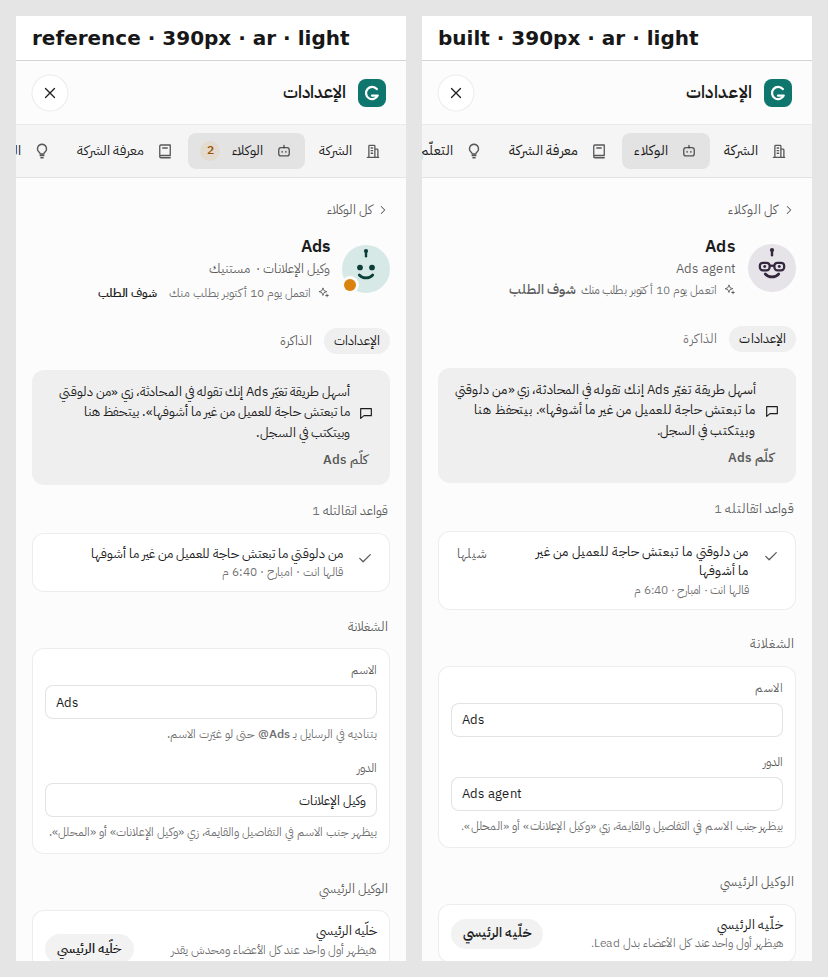 reference · 390px · ar · light
الإعدادات
الشركة
الوكلاء
2
معرفة الشركة
كل الوكلاء
Ads
وكيل الإعلانات · مستنيك
اتعمل يوم 10 أكتوبر بطلب منك
شوف الطلب
الإعدادات
الذاكرة
أسهل طريقة تغيّر Ads إنك تقوله في المحادثة، زي «من دلوقتي
ما تبعتش حاجة للعميل من غير ما أشوفها». بيتحفظ هنا
وبيتكتب في السجل.
كلّم Ads
قواعد اتقالتله 1
من دلوقتي ما تبعتش حاجة للعميل من غير ما أشوفها
قالها انت · امبارح · 6:40 م
الشغلانة
الاسم
Ads
بتناديه في الرسايل بـ @Ads حتى لو غيّرت الاسم.
الدور
وكيل الإعلانات
بيظهر جنب الاسم في التفاصيل والقايمة، زي «وكيل الإعلانات» أو «المحلل».
الوكيل الرئيسي
خلّيه الرئيسي
هيظهر أول واحد عند كل الأعضاء ومحدش يقدر
خلّيه الرئيسي
built · 390px · ar · light
الإعدادات
الشركة
الوكلاء
معرفة الشركة
التعلّم
كل الوكلاء
Ads
Ads agent
اتعمل يوم 10 أكتوبر بطلب منك
شوف الطلب
الإعدادات
الذاكرة
أسهل طريقة تغيّر Ads إنك تقوله في المحادثة، زي «من دلوقتي
ما تبعتش حاجة للعميل من غير ما أشوفها». بيتحفظ هنا
وبيتكتب في السجل.
كلّم Ads
قواعد اتقالتله 1
من دلوقتي ما تبعتش حاجة للعميل من غير
ما أشوفها
قالها انت · امبارح · 6:40 م
شيلها
الشغلانة
الاسم
Ads
الدور
Ads agent
بيظهر جنب الاسم في التفاصيل والقايمة، زي «وكيل الإعلانات» أو «المحلل».
الوكيل الرئيسي
خلّيه الرئيسي
هيظهر أول واحد عند كل الأعضاء بدل Lead.
خلّيه الرئيسي